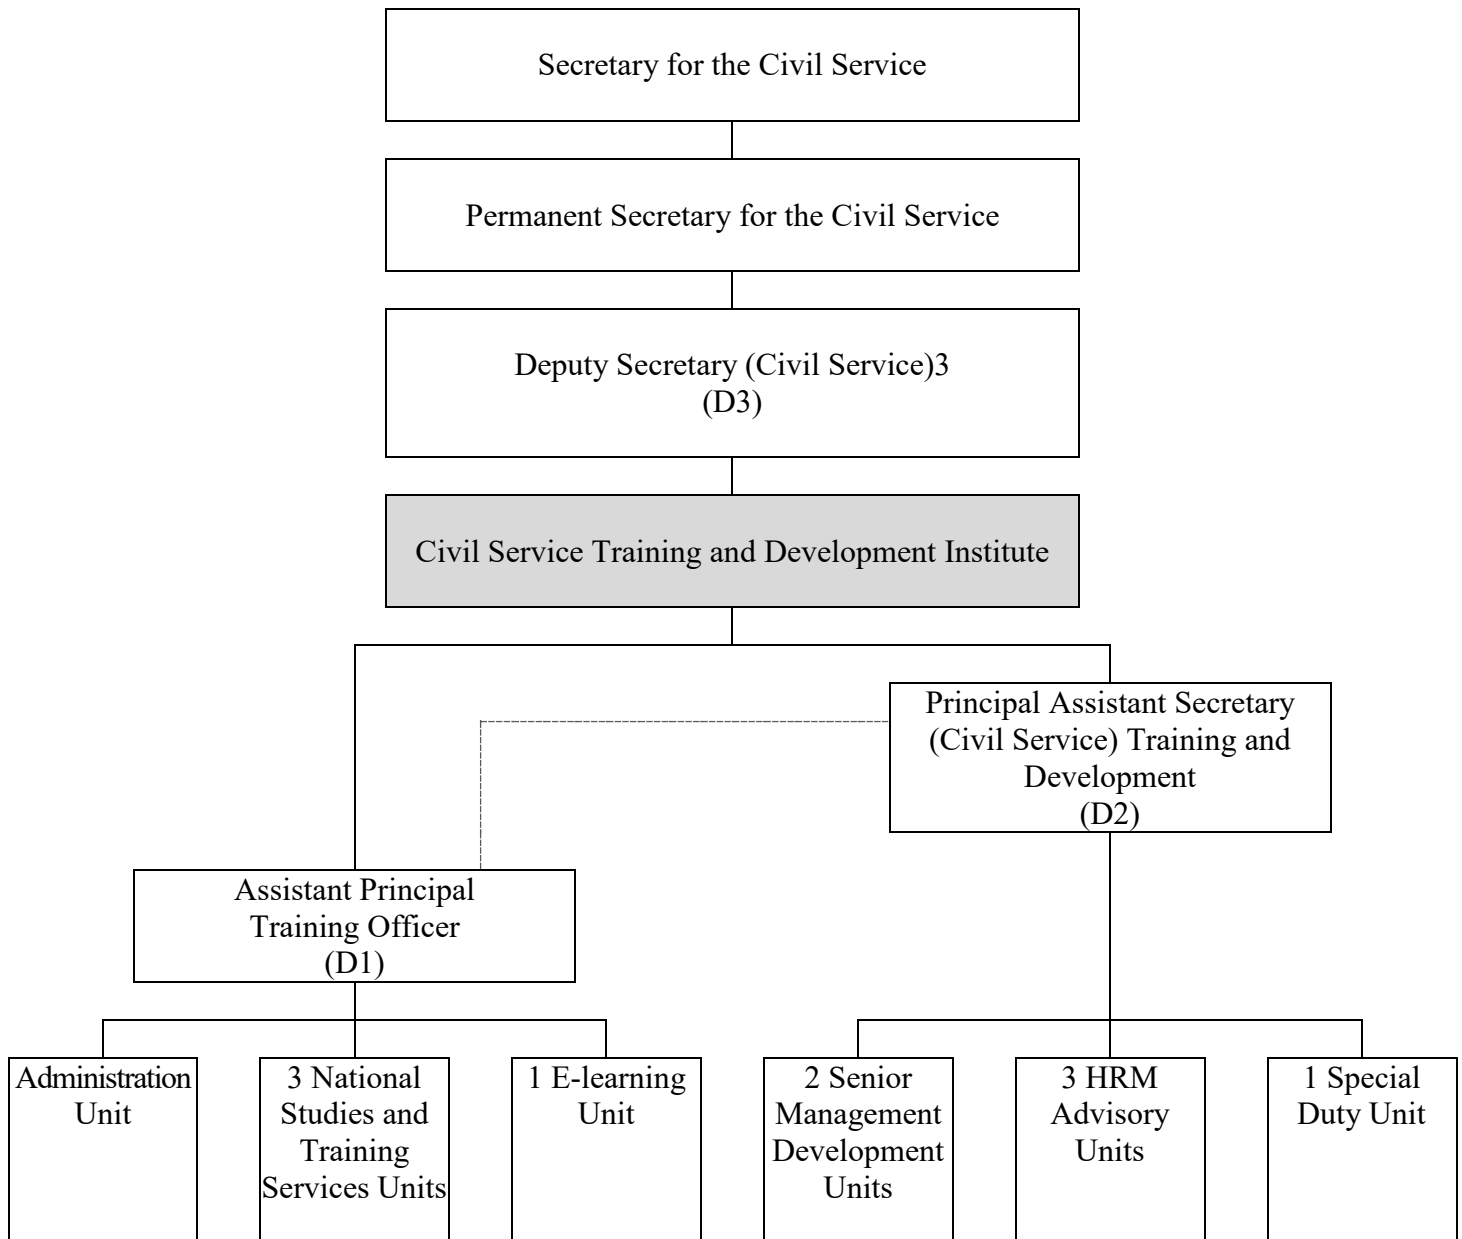 Secretary for the Civil Service
Permanent Secretary for the Civil Service
Deputy Secretary (Civil Service)3
(D3)
Civil Service Training and Development Institute
Principal Assistant Secretary
(Civil Service) Training and
Development
(D2)
Assistant Principal
Training Officer
(D1)
Administration
Unit
3 National
Studies and
Training
Services Units
1 E-learning
Unit
2 Senior
Management
Development
Units
3 HRM
Advisory
Units
1 Special
Duty Unit